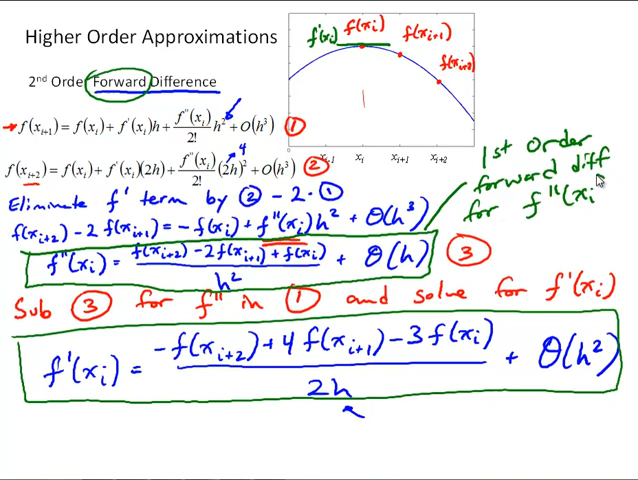 Higher Order Approximations
2nd Order Forward Difference
f'(xᵢ) f(xᵢ) f(xᵢ₊₁)
f(xᵢ₊₂)
xᵢ₋₁ xᵢ xᵢ₊₁ xᵢ₊₂
f(xᵢ₊₁) = f(xᵢ) + f'(xᵢ)h + f''(xᵢ)/2! h² + O(h³) ①
4
f(xᵢ₊₂) = f(xᵢ) + f'(xᵢ)(2h) + f''(xᵢ)/2! (2h)² + O(h³) ②
1st Order
forward diff
for f''(xᵢ
Eliminate f' term by ② - 2·①
f(xᵢ₊₂) - 2 f(xᵢ₊₁) = -f(xᵢ) + f''(xᵢ)h² + O(h³)
f''(xᵢ) = f(xᵢ₊₂) - 2f(xᵢ₊₁) + f(xᵢ) / h² + O(h) ③
Sub ③ for f'' in ① and solve for f'(xᵢ)
f'(xᵢ) = -f(xᵢ₊₂) + 4 f(xᵢ₊₁) - 3 f(xᵢ) / 2h + O(h²)